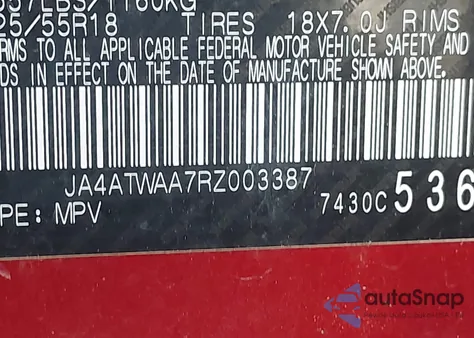 557LBS/1160KG
25/55R18 TIRES 18X7.0J RIMS
RMS TO ALL APPLICABLE FEDERAL MOTOR VEHICLE SAFETY AND
DS IN EFFECT ON THE DATE OF MANUFACTURE SHOWN ABOVE.
JA4ATWAA7RZ003387
7430C 536
PE: MPV
autaSnap